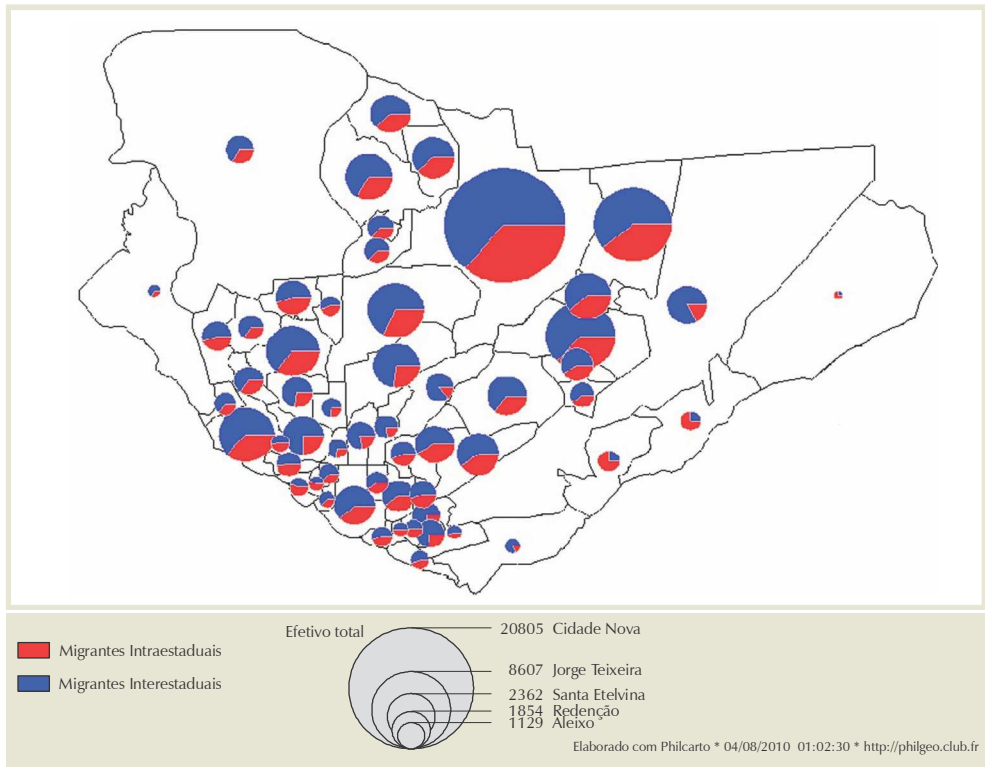 Efetivo total
20805 Cidade Nova
8607 Jorge Teixeira
2362 Santa Etelvina
1854 Redenção
1129 Aleixo
Migrantes Intraestaduais
Migrantes Interestaduais
Elaborado com Philcarto * 04/08/2010 01:02:30 * http://philgeo.club.fr